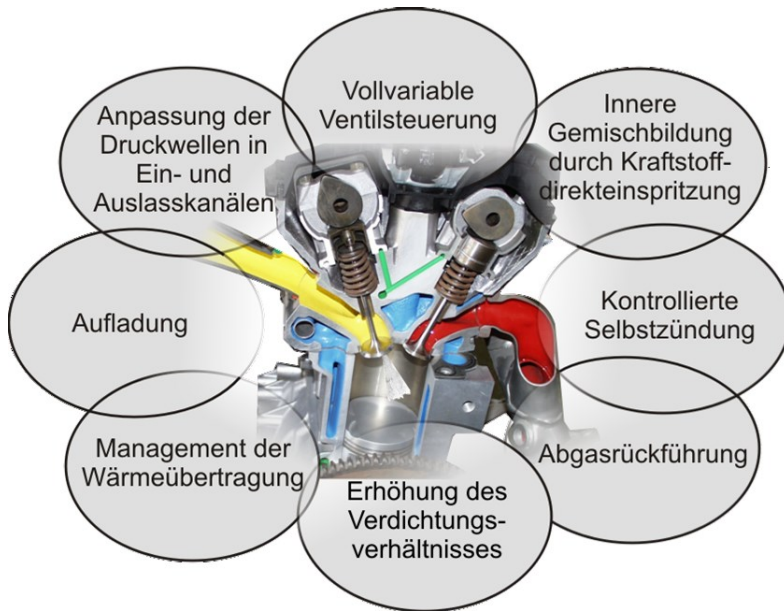 Vollvariable
Ventilsteuerung
Innere
Gemischbildung
durch Kraftstoff-
direkteinspritzung
Kontrollierte
Selbstzündung
Abgasrückführung
Erhöhung des
Verdichtungs-
verhältnisses
Management der
Wärmeübertragung
Aufladung
Anpassung der
Druckwellen in
Ein- und
Auslasskanälen